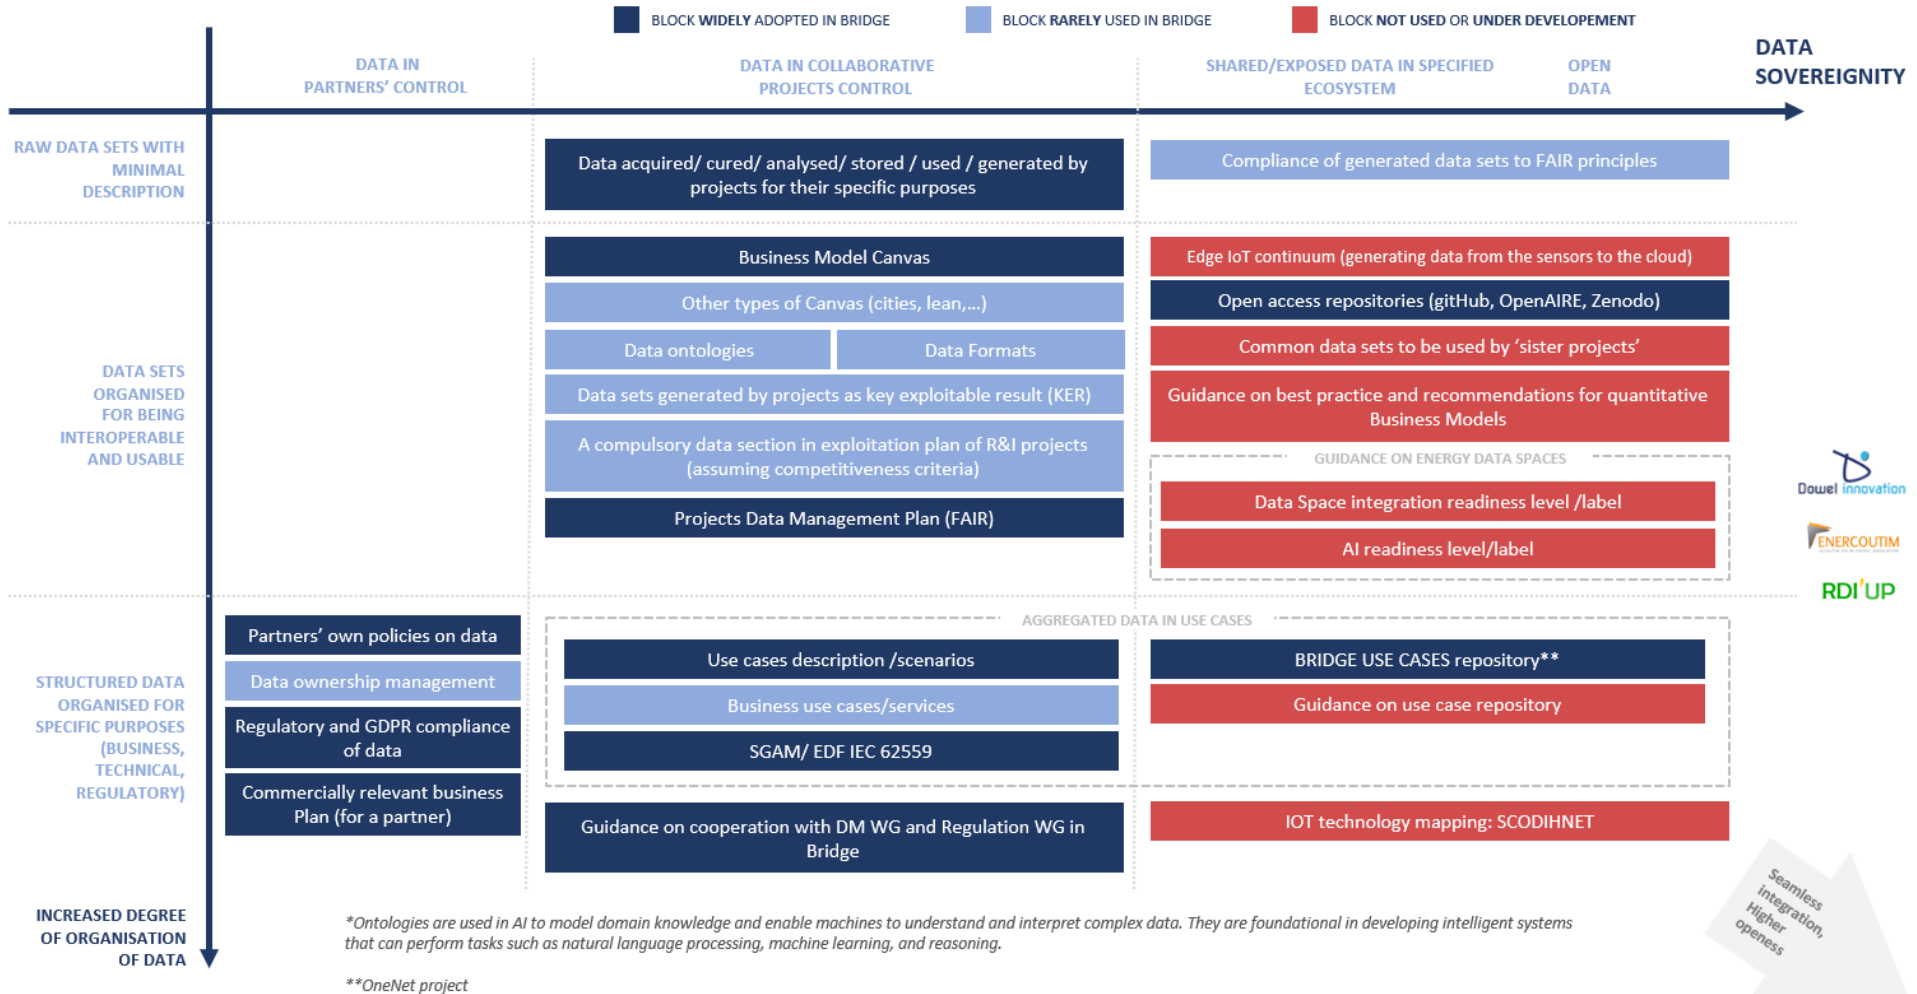 BLOCK WIDELY ADOPTED IN BRIDGE
BLOCK RARELY USED IN BRIDGE
BLOCK NOT USED OR UNDER DEVELOPEMENT
DATA
SOVEREIGNITY
DATA IN
PARTNERS' CONTROL
DATA IN COLLABORATIVE
PROJECTS CONTROL
SHARED/EXPOSED DATA IN SPECIFIED
ECOSYSTEM
OPEN
DATA
RAW DATA SETS WITH
MINIMAL
DESCRIPTION
Data acquired/ cured/ analysed/ stored / used / generated by
projects for their specific purposes
Compliance of generated data sets to FAIR principles
DATA SETS
ORGANISED
FOR BEING
INTEROPERABLE
AND USABLE
Business Model Canvas
Other types of Canvas (cities, lean,...)
Data ontologies
Data Formats
Data sets generated by projects as key exploitable result (KER)
A compulsory data section in exploitation plan of R&I projects
(assuming competitiveness criteria)
Projects Data Management Plan (FAIR)
Edge IoT continuum (generating data from the sensors to the cloud)
Open access repositories (gitHub, OpenAIRE, Zenodo)
Common data sets to be used by 'sister projects'
Guidance on best practice and recommendations for quantitative
Business Models
GUIDANCE ON ENERGY DATA SPACES
Data Space integration readiness level /label
AI readiness level/label
Dowel innovation
ENERCOUTIM
RDI'UP
STRUCTURED DATA
ORGANISED FOR
SPECIFIC PURPOSES
(BUSINESS,
TECHNICAL,
REGULATORY)
Partners' own policies on data
Data ownership management
Regulatory and GDPR compliance
of data
Commercially relevant business
Plan (for a partner)
AGGREGATED DATA IN USE CASES
Use cases description /scenarios
Business use cases/services
SGAM/ EDF IEC 62559
BRIDGE USE CASES repository**
Guidance on use case repository
Guidance on cooperation with DM WG and Regulation WG in
Bridge
IOT technology mapping: SCODIHNET
Seamless
integration,
Higher
openess
INCREASED DEGREE
OF ORGANISATION
OF DATA
*Ontologies are used in AI to model domain knowledge and enable machines to understand and interpret complex data. They are foundational in developing intelligent systems
that can perform tasks such as natural language processing, machine learning, and reasoning.
**OneNet project